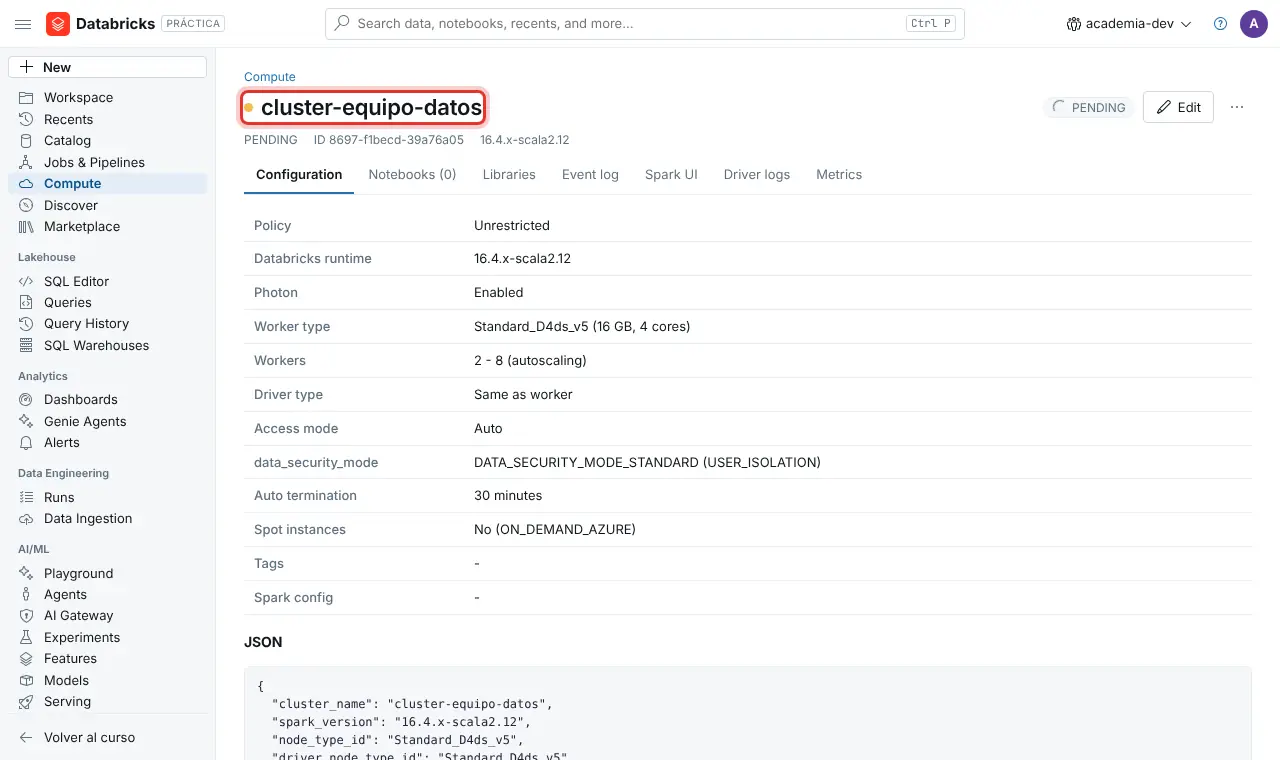 Databricks PRÁCTICA
Search data, notebooks, recents, and more... Ctrl P
academia-dev
A
New
Workspace
Recents
Catalog
Jobs & Pipelines
Compute
Discover
Marketplace
Lakehouse
SQL Editor
Queries
Query History
SQL Warehouses
Analytics
Dashboards
Genie Agents
Alerts
Data Engineering
Runs
Data Ingestion
AI/ML
Playground
Agents
AI Gateway
Experiments
Features
Models
Serving
Volver al curso
Compute
cluster-equipo-datos
PENDING
Edit
PENDING ID 8697-f1becd-39a76a05 16.4.x-scala2.12
Configuration Notebooks (0) Libraries Event log Spark UI Driver logs Metrics
Policy Unrestricted
Databricks runtime 16.4.x-scala2.12
Photon Enabled
Worker type Standard_D4ds_v5 (16 GB, 4 cores)
Workers 2 - 8 (autoscaling)
Driver type Same as worker
Access mode Auto
data_security_mode DATA_SECURITY_MODE_STANDARD (USER_ISOLATION)
Auto termination 30 minutes
Spot instances No (ON_DEMAND_AZURE)
Tags -
Spark config -
JSON
{
"cluster_name": "cluster-equipo-datos",
"spark_version": "16.4.x-scala2.12",
"node_type_id": "Standard_D4ds_v5",
"driver_node_type_id": "Standard_D4ds_v5"